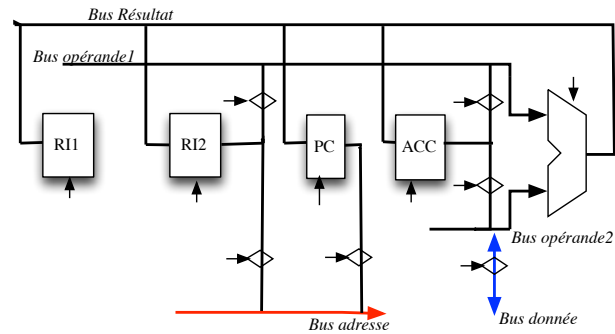 Bus Résultat
Bus opérande1
RI1
RI2
PC
ACC
Bus opérande2
Bus adresse
Bus donnée